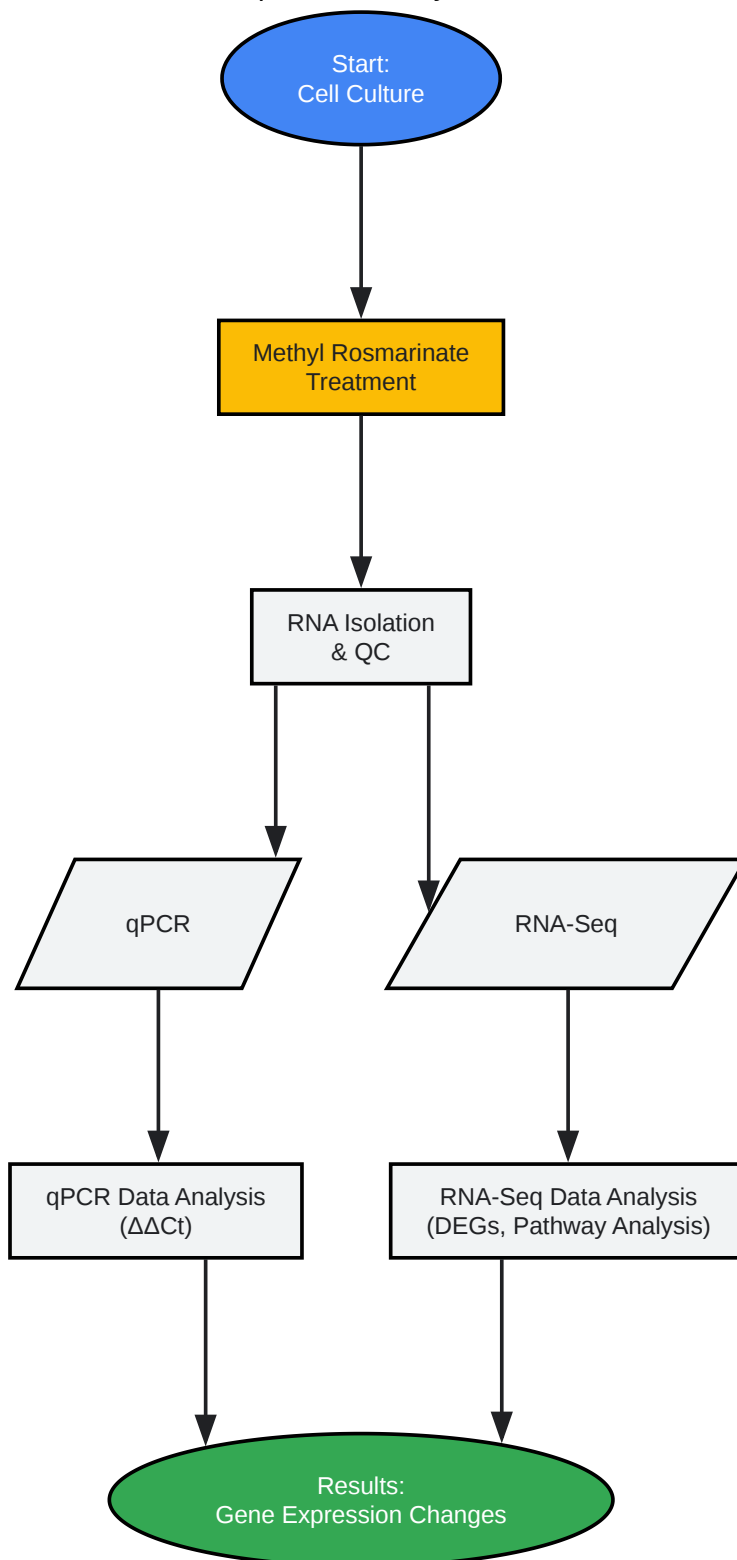 Start:
Cell Culture
Methyl Rosmarinate
Treatment
RNA Isolation
& QC
qPCR
RNA-Seq
qPCR Data Analysis
(ΔΔCt)
RNA-Seq Data Analysis
(DEGs, Pathway Analysis)
Results:
Gene Expression Changes